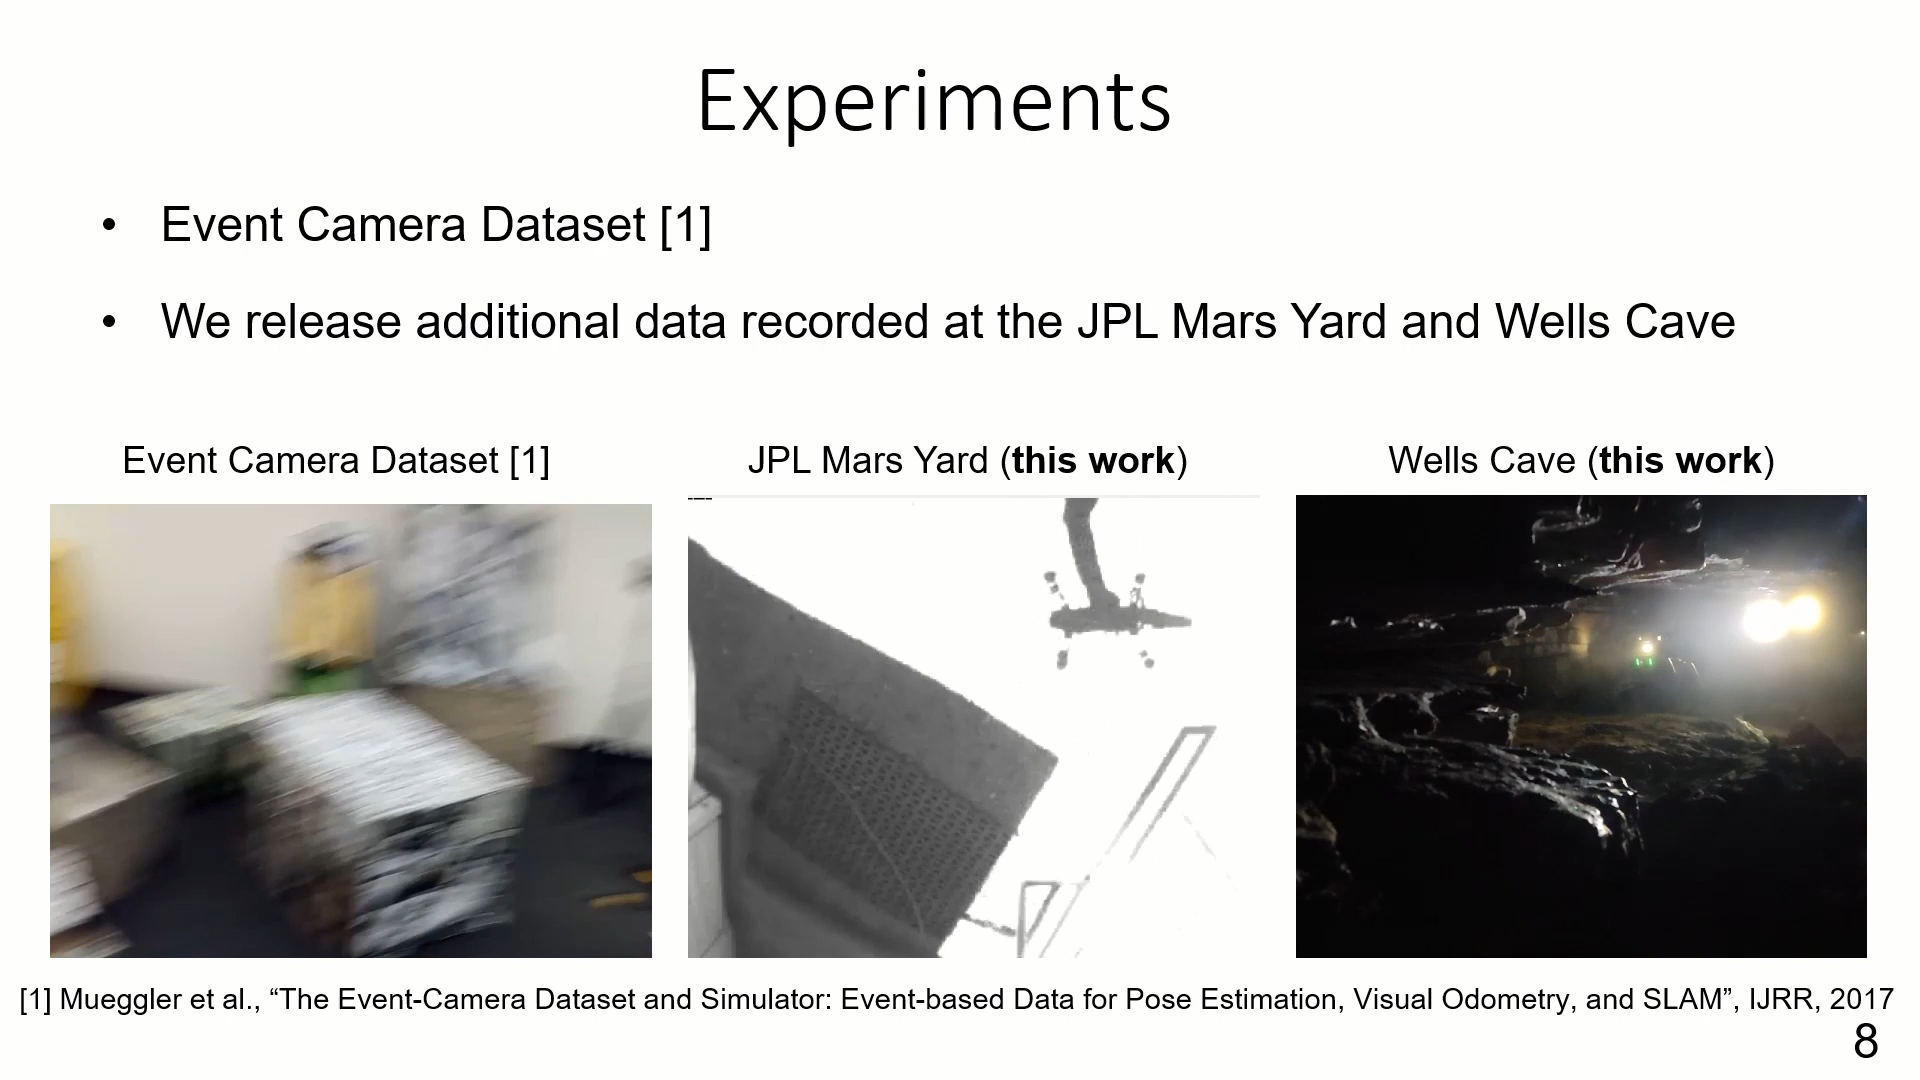 Experiments
• Event Camera Dataset [1]
• We release additional data recorded at the JPL Mars Yard and Wells Cave
Event Camera Dataset [1]
JPL Mars Yard (this work)
Wells Cave (this work)
[1] Mueggler et al., “The Event-Camera Dataset and Simulator: Event-based Data for Pose Estimation, Visual Odometry, and SLAM”, IJRR, 2017
8